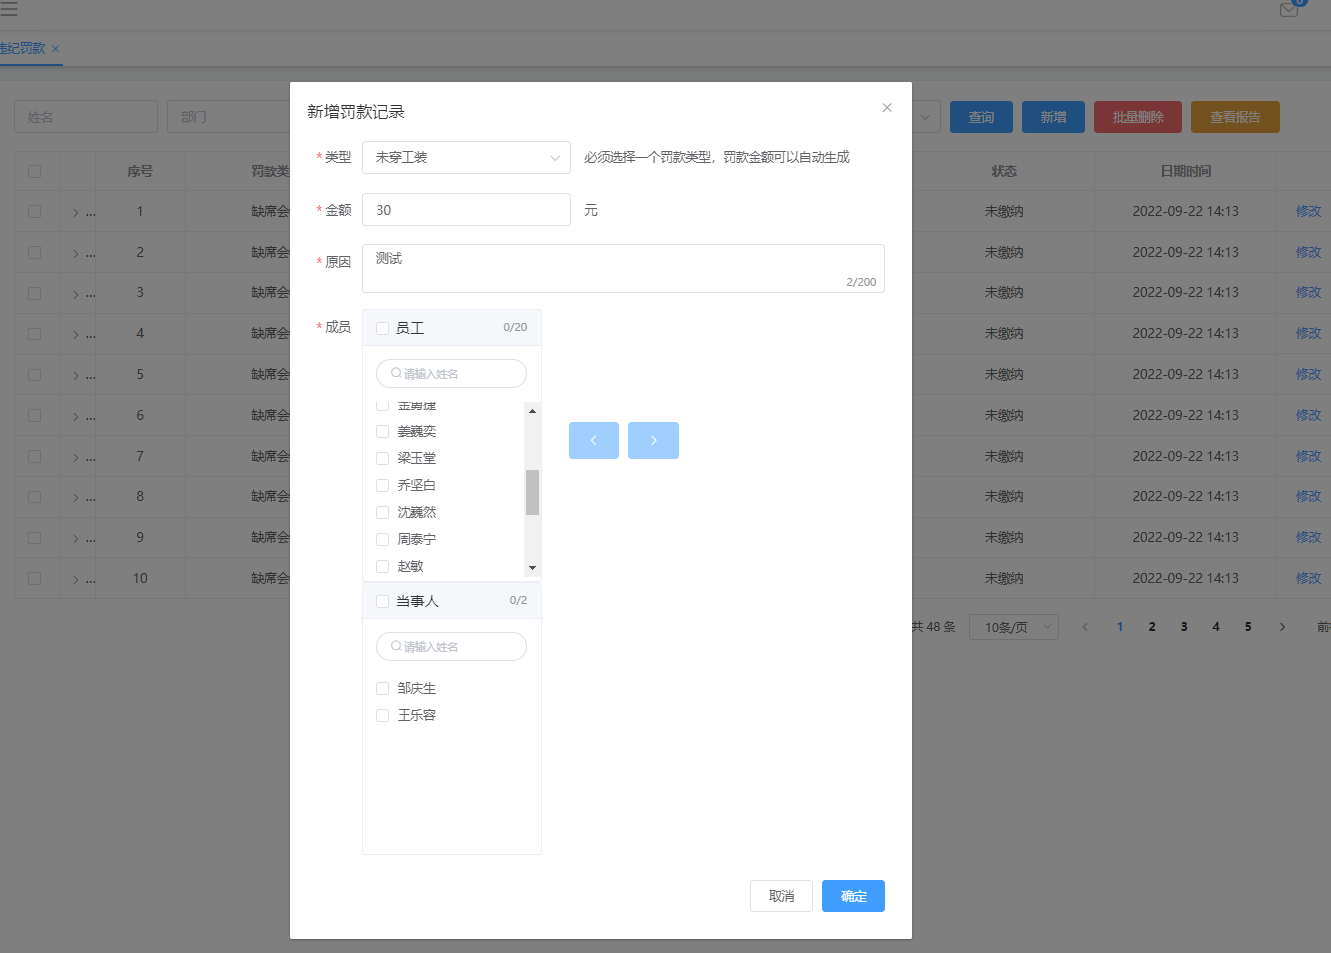 违纪罚款
姓名
部门
查询
新增
批量删除
查看报告
序号 罚款类 状态 日期时间
... 1 缺席会 未缴纳 2022-09-22 14:13 修改
... 2 缺席会 未缴纳 2022-09-22 14:13 修改
... 3 缺席会 未缴纳 2022-09-22 14:13 修改
... 4 缺席会 未缴纳 2022-09-22 14:13 修改
... 5 缺席会 未缴纳 2022-09-22 14:13 修改
... 6 缺席会 未缴纳 2022-09-22 14:13 修改
... 7 缺席会 未缴纳 2022-09-22 14:13 修改
... 8 缺席会 未缴纳 2022-09-22 14:13 修改
... 9 缺席会 未缴纳 2022-09-22 14:13 修改
... 10 缺席会 未缴纳 2022-09-22 14:13 修改
共 48 条 10条/页 1 2 3 4 5 前
新增罚款记录
* 类型 未穿工装 必须选择一个罚款类型，罚款金额可以自动生成
* 金额 30 元
* 原因 测试
2/200
* 成员 员工 0/20
请输入姓名
金勇捷
姜巍奕
梁玉堂
乔坚白
沈巍然
周泰宁
赵敏
当事人 0/2
请输入姓名
邹庆生
王乐容
取消 确定